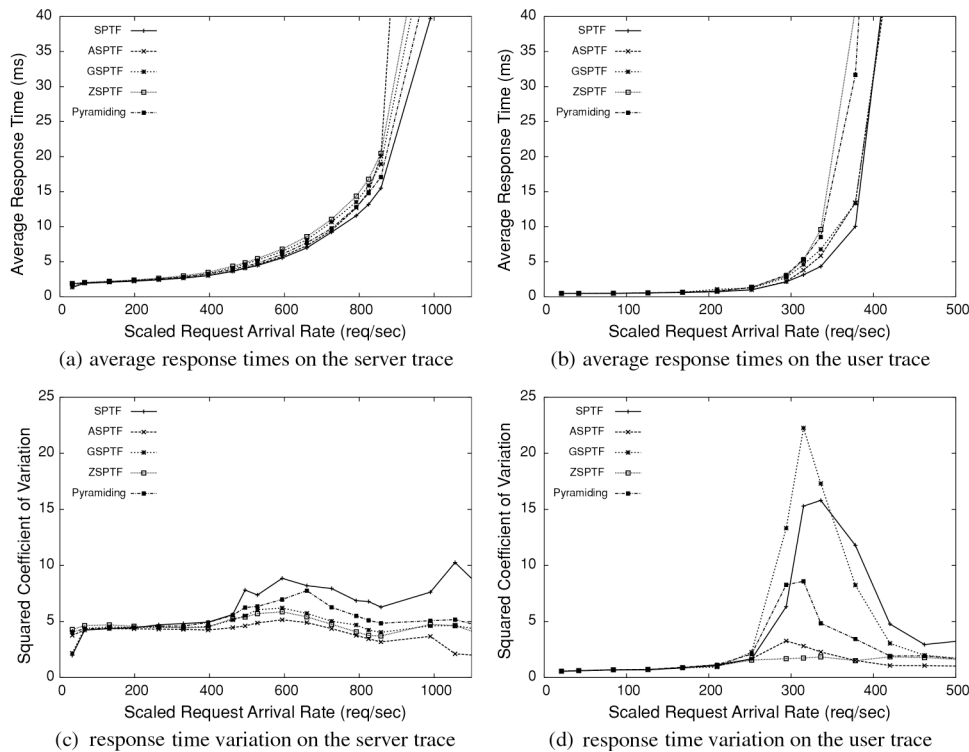 40
35
30
25
20
15
10
5
0
Average Response Time (ms)
SPTF
ASPTF
GSPTF
ZSPTF
Pyramiding
0 200 400 600 800 1000
Scaled Request Arrival Rate (req/sec)
(a) average response times on the server trace
40
35
30
25
20
15
10
5
0
Average Response Time (ms)
SPTF
ASPTF
GSPTF
ZSPTF
Pyramiding
0 100 200 300 400 500
Scaled Request Arrival Rate (req/sec)
(b) average response times on the user trace
25
20
15
10
5
0
Squared Coefficient of Variation
SPTF
ASPTF
GSPTF
ZSPTF
Pyramiding
0 200 400 600 800 1000
Scaled Request Arrival Rate (req/sec)
(c) response time variation on the server trace
25
20
15
10
5
0
Squared Coefficient of Variation
SPTF
ASPTF
GSPTF
ZSPTF
Pyramiding
0 100 200 300 400 500
Scaled Request Arrival Rate (req/sec)
(d) response time variation on the user trace